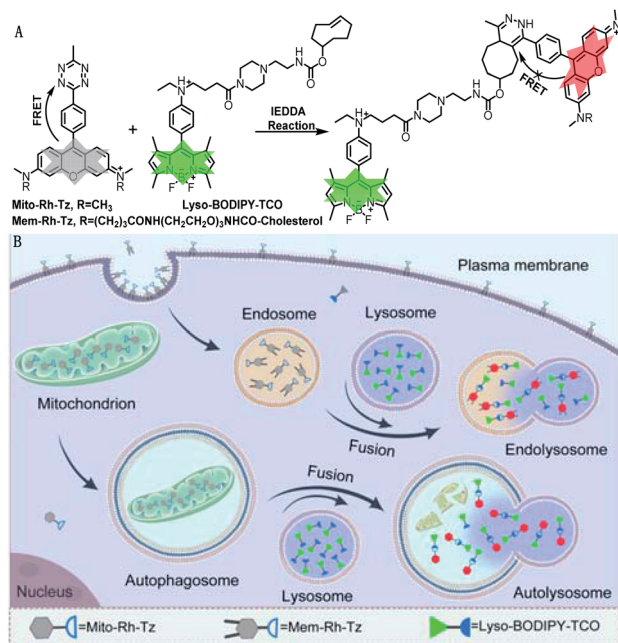 A
N
NH
N
N
N
N
N
FRET
+
HN+
O
N
N
H
N
O
O
IEDDA
Reaction
FRET
O
N+
N
R
N
R
O
N+
R
N
B
N+
F
F
Mito-Rh-Tz, R=CH3
Lyso-BODIPY-TCO
Mem-Rh-Tz, R=(CH2)3CONH(CH2CH2O)3NHCO-Cholesterol
B
Plasma membrane
Endosome
Lysosome
Mitochondrion
Fusion
Endolysosome
Fusion
Autophagosome
Lysosome
Autolysosome
Nucleus
=Mito-Rh-Tz
=Mem-Rh-Tz
=Lyso-BODIPY-TCO